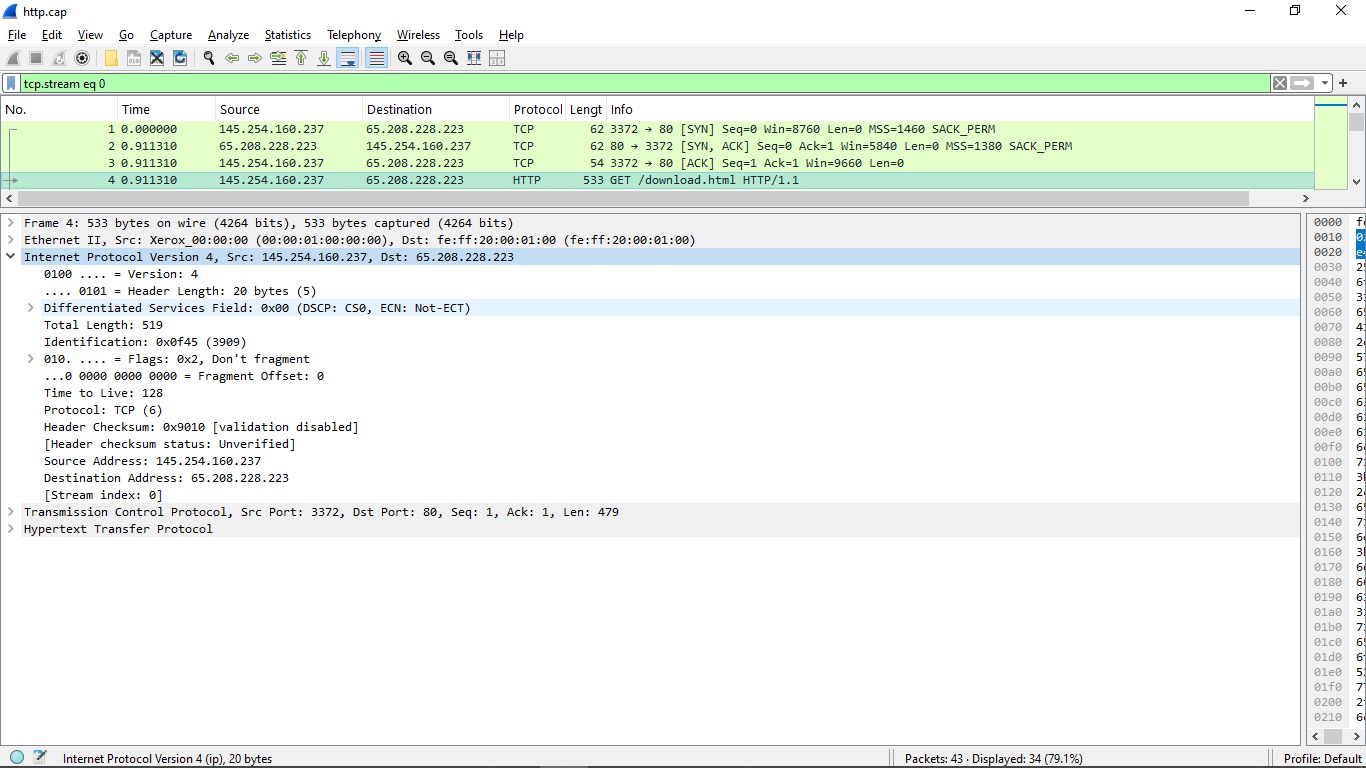 http.cap
File Edit View Go Capture Analyze Statistics Telephony Wireless Tools Help
tcp.stream eq 0
No. Time Source Destination Protocol Lengt Info
1 0.000000 145.254.160.237 65.208.228.223 TCP 62 3372 → 80 [SYN] Seq=0 Win=8760 Len=0 MSS=1460 SACK_PERM
2 0.911310 65.208.228.223 145.254.160.237 TCP 62 80 → 3372 [SYN, ACK] Seq=0 Ack=1 Win=5840 Len=0 MSS=1380 SACK_PERM
3 0.911310 145.254.160.237 65.208.228.223 TCP 54 3372 → 80 [ACK] Seq=1 Ack=1 Win=9660 Len=0
4 0.911310 145.254.160.237 65.208.228.223 HTTP 533 GET /download.html HTTP/1.1
Frame 4: 533 bytes on wire (4264 bits), 533 bytes captured (4264 bits)
Ethernet II, Src: Xerox_00:00:00 (00:00:01:00:00:00), Dst: fe:ff:20:00:01:00 (fe:ff:20:00:01:00)
Internet Protocol Version 4, Src: 145.254.160.237, Dst: 65.208.228.223
0100 .... = Version: 4
.... 0101 = Header Length: 20 bytes (5)
Differentiated Services Field: 0x00 (DSCP: CS0, ECN: Not-ECT)
Total Length: 519
Identification: 0x0f45 (3909)
010. .... = Flags: 0x2, Don't fragment
...0 0000 0000 0000 = Fragment Offset: 0
Time to Live: 128
Protocol: TCP (6)
Header Checksum: 0x9010 [validation disabled]
[Header checksum status: Unverified]
Source Address: 145.254.160.237
Destination Address: 65.208.228.223
[Stream index: 0]
Transmission Control Protocol, Src Port: 3372, Dst Port: 80, Seq: 1, Ack: 1, Len: 479
Hypertext Transfer Protocol
0000
0010
0020
0030
0040
0050
0060
0070
0080
0090
00a0
00b0
00c0
00d0
00e0
00f0
0100
0110
0120
0130
0140
0150
0160
0170
0180
0190
01a0
01b0
01c0
01d0
01e0
01f0
0200
0210
Internet Protocol Version 4 (ip), 20 bytes
Packets: 43 · Displayed: 34 (79.1%)
Profile: Default